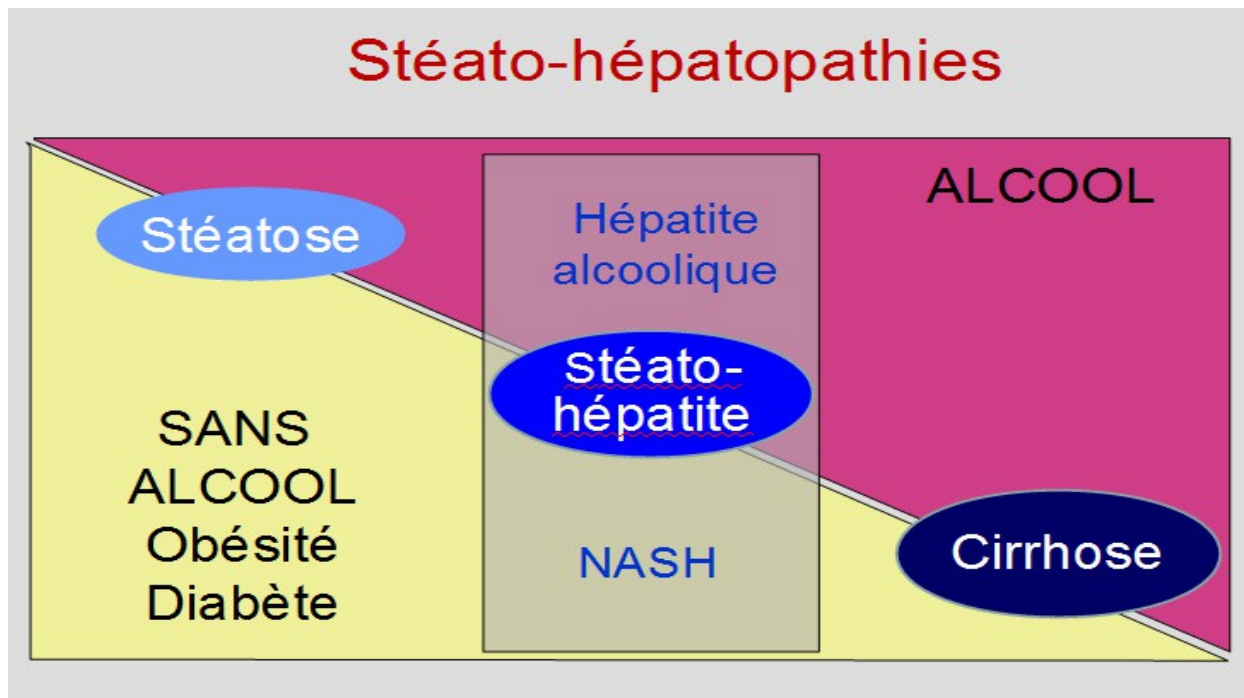 Stéato-hépatopathies
ALCOOL
Stéatose
Hépatite
alcoolique
Stéato-
hépatite
SANS
ALCOOL
Obésité
Diabète
NASH
Cirrhose